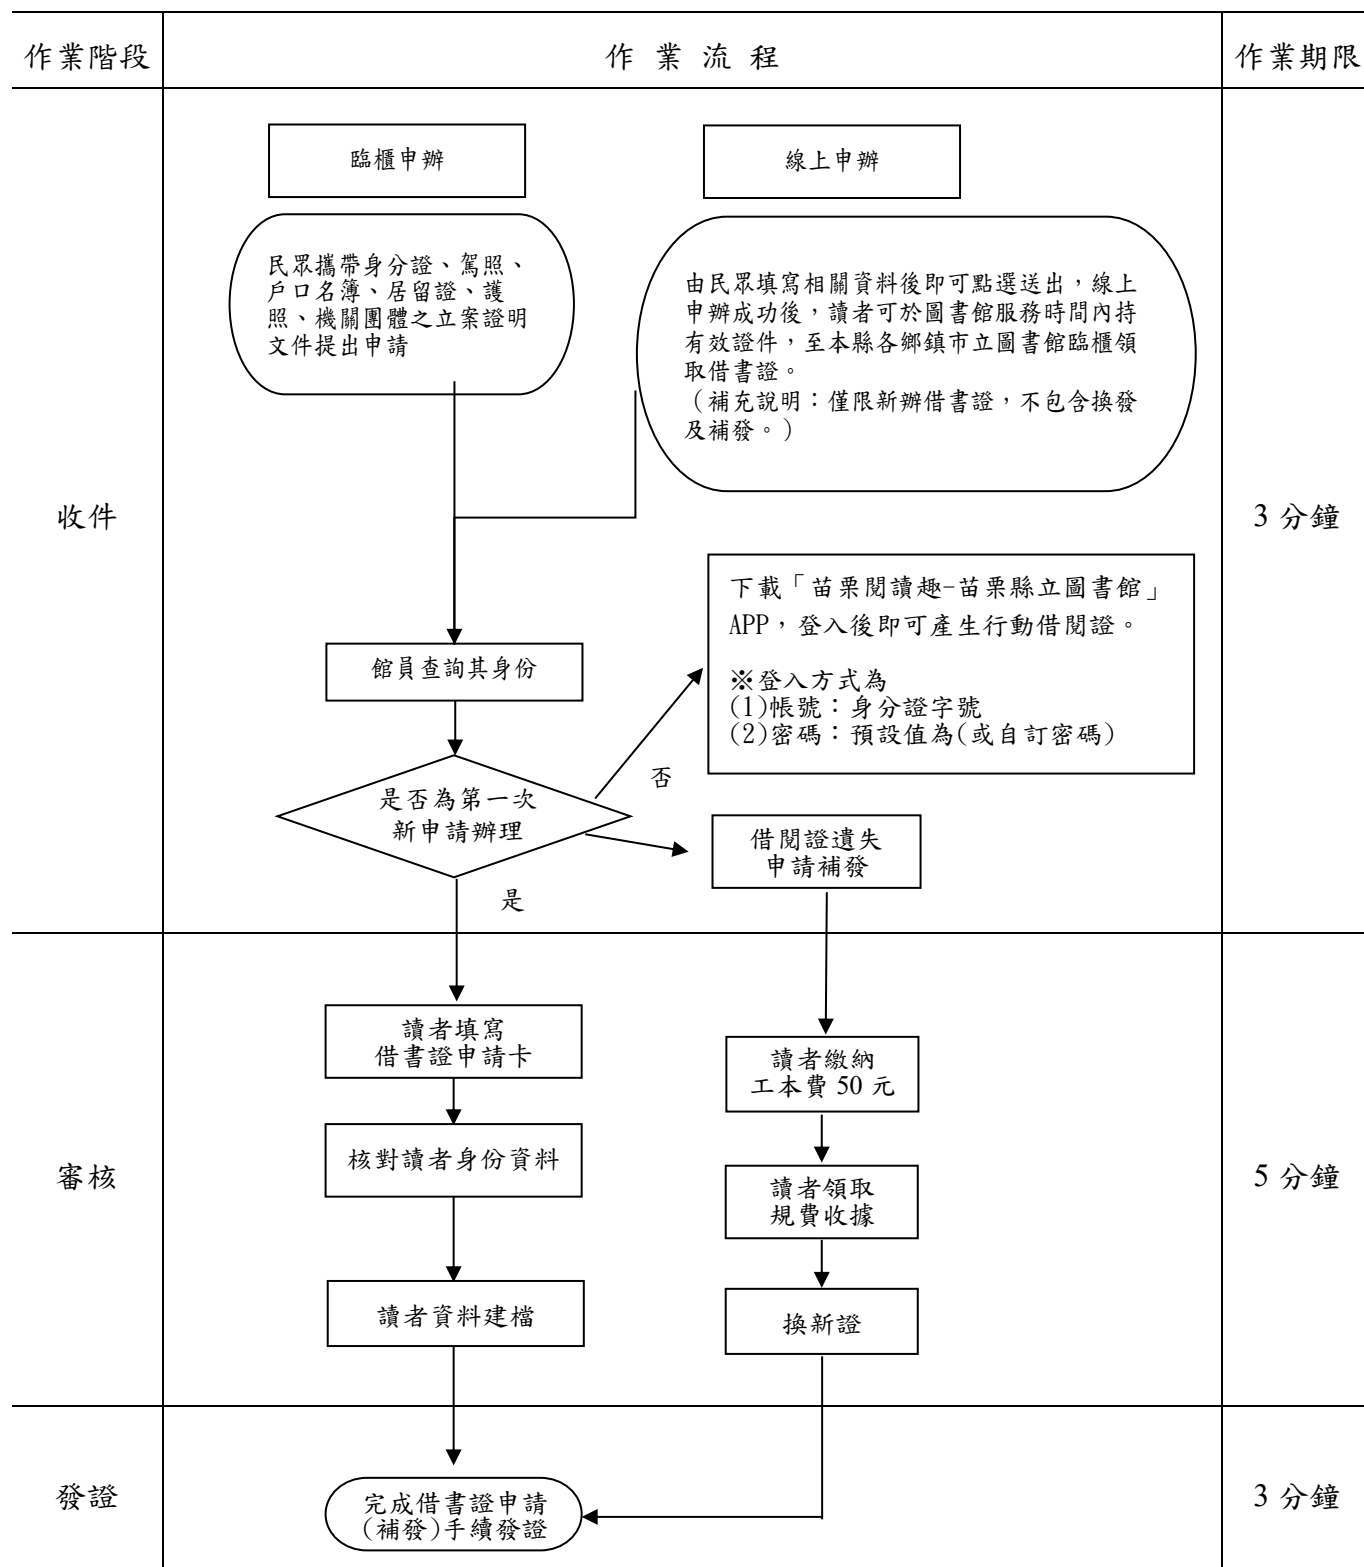 作業階段
作 業 流 程
作業期限
臨櫃申辦
線上申辦
民眾攜帶身分證、駕照、
戶口名簿、居留證、護
照、機關團體之立案證明
文件提出申請
由民眾填寫相關資料後即可點選送出，線上
申辦成功後，讀者可於圖書館服務時間內持
有效證件，至本縣各鄉鎮市立圖書館臨櫃領
取借書證。
（補充說明：僅限新辦借書證，不包含換發
及補發。）
收件
3 分鐘
下載「苗栗閱讀趣-苗栗縣立圖書館」
APP，登入後即可產生行動借閱證。
※登入方式為
(1)帳號：身分證字號
(2)密碼：預設值為(或自訂密碼)
館員查詢其身份
否
是否為第一次
新申請辦理
借閱證遺失
申請補發
是
讀者填寫
借書證申請卡
讀者繳納
工本費 50 元
核對讀者身份資料
讀者領取
規費收據
審核
5 分鐘
讀者資料建檔
換新證
發證
完成借書證申請
(補發)手續發證
3 分鐘